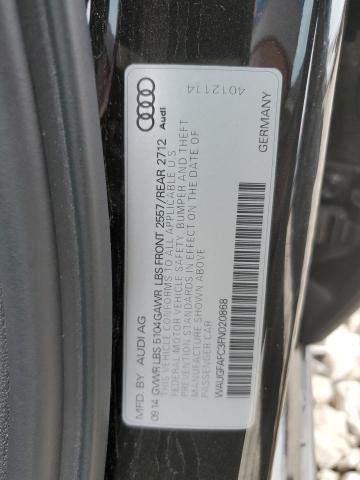 MFD. BY AUDI AG
09.14 GVWR LBS 5104 GAWR LBS FRONT 2557/REAR 2712
THIS VEHICLE CONFORMS TO ALL APPLICABLE U S
FEDERAL MOTOR VEHICLE SAFETY, BUMPER AND THEFT
PREVENTION STANDARDS IN EFFECT ON THE DATE OF
MANUFACTURE SHOWN ABOVE
PASSENGER CAR
WAUGFAFC3FN020868
GERMANY
Audi
4012114